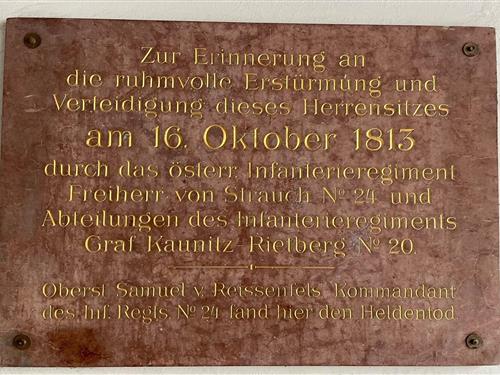 Zur Erinnerung an
die ruhmvolle Erstürmung und
Verteidigung dieses Herrensitzes
am 16. Oktober 1813
durch das österr. Infanterieregiment
Freiherr von Strauch No 24 und
Abteilungen des Infanterieregiments
Graf Kaunitz-Rietberg No 20.
Oberst Samuel v. Reissenfels, Kommandant
des Inf. Regts. No 24 fand hier den Heldentod.